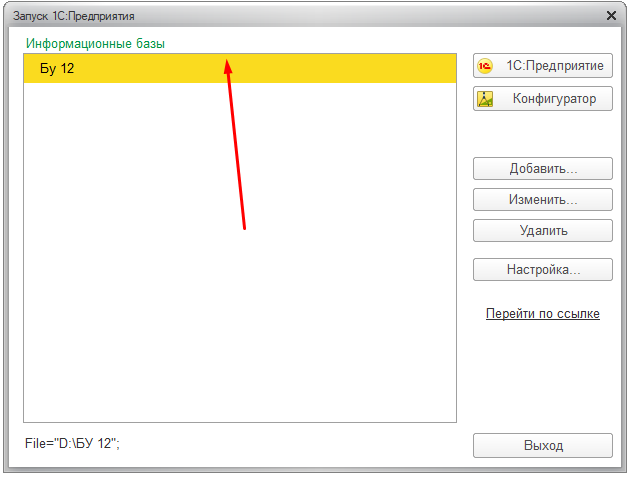 Запуск 1С:Предприятия
Информационные базы
Бу 12
1С:Предприятие
Конфигуратор
Добавить...
Изменить...
Удалить
Настройка...
Перейти по ссылке
File="D:\БУ 12";
Выход